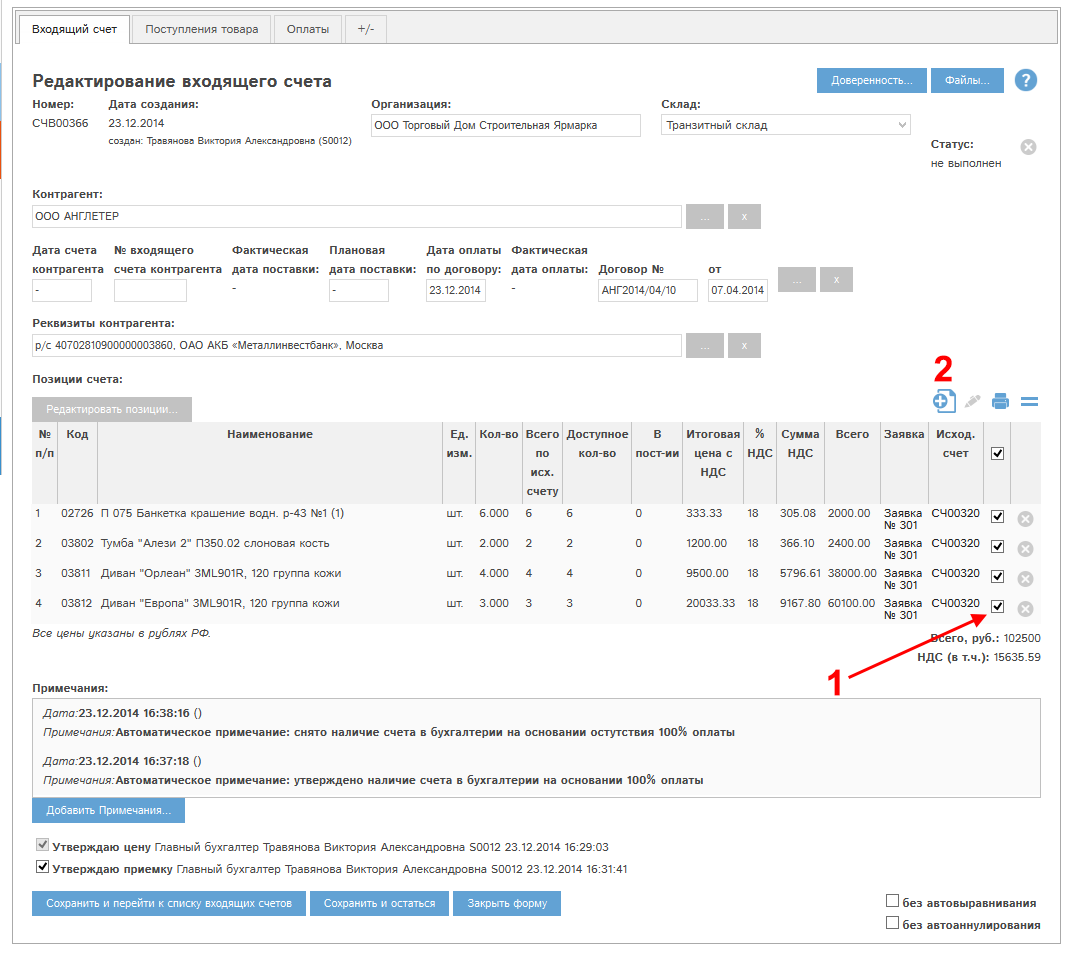 Входящий счет Поступления товара Оплаты +/-
Редактирование входящего счета Доверенность... Файлы... ?
Номер: Дата создания: Организация: Склад:
СЧВ00366 23.12.2014 ООО Торговый Дом Строительная Ярмарка Транзитный склад
создан: Травянова Виктория Александровна (S0012)
Статус:
не выполнен
Контрагент:
ООО АНГЛЕТЕР ... x
Дата счета № входящего Фактическая Плановая Дата оплаты Фактическая
контрагента счета контрагента дата поставки: дата поставки: по договору: дата оплаты: Договор № от
- - - 23.12.2014 - АНГ2014/04/10 07.04.2014 ... x
Реквизиты контрагента:
р/с 40702810900000003860, ОАО АКБ «Металлинвестбанк», Москва ... x
Позиции счета:
2
Редактировать позиции...
№ Код Наименование Ед. Кол-во Всего Доступное В Итоговая % Сумма Всего Заявка Исход.
п/п изм. по кол-во пост-ии цена с НДС НДС счет
исх. НДС
счету
1 02726 П 075 Банкетка крашение водн. р-43 №1 (1) шт. 6.000 6 6 0 333.33 18 305.08 2000.00 Заявка СЧ00320
№ 301
2 03802 Тумба "Алези 2" П350.02 слоновая кость шт. 2.000 2 2 0 1200.00 18 366.10 2400.00 Заявка СЧ00320
№ 301
3 03811 Диван "Орлеан" 3ML901R, 120 группа кожи шт. 4.000 4 4 0 9500.00 18 5796.61 38000.00 Заявка СЧ00320
№ 301
4 03812 Диван "Европа" 3ML901R, 120 группа кожи шт. 3.000 3 3 0 20033.33 18 9167.80 60100.00 Заявка СЧ00320
№ 301
Все цены указаны в рублях РФ. Всего, руб.: 102500
НДС (в т.ч.): 15635.59
1
Примечания:
Дата:23.12.2014 16:38:16 ()
Примечания:Автоматическое примечание: снято наличие счета в бухгалтерии на основании остутствия 100% оплаты
Дата:23.12.2014 16:37:18 ()
Примечания:Автоматическое примечание: утверждено наличие счета в бухгалтерии на основании 100% оплаты
Добавить Примечания...
Утверждаю цену Главный бухгалтер Травянова Виктория Александровна S0012 23.12.2014 16:29:03
Утверждаю приемку Главный бухгалтер Травянова Виктория Александровна S0012 23.12.2014 16:31:41
Сохранить и перейти к списку входящих счетов Сохранить и остаться Закрыть форму без автовыравнивания
без автоаннулирования